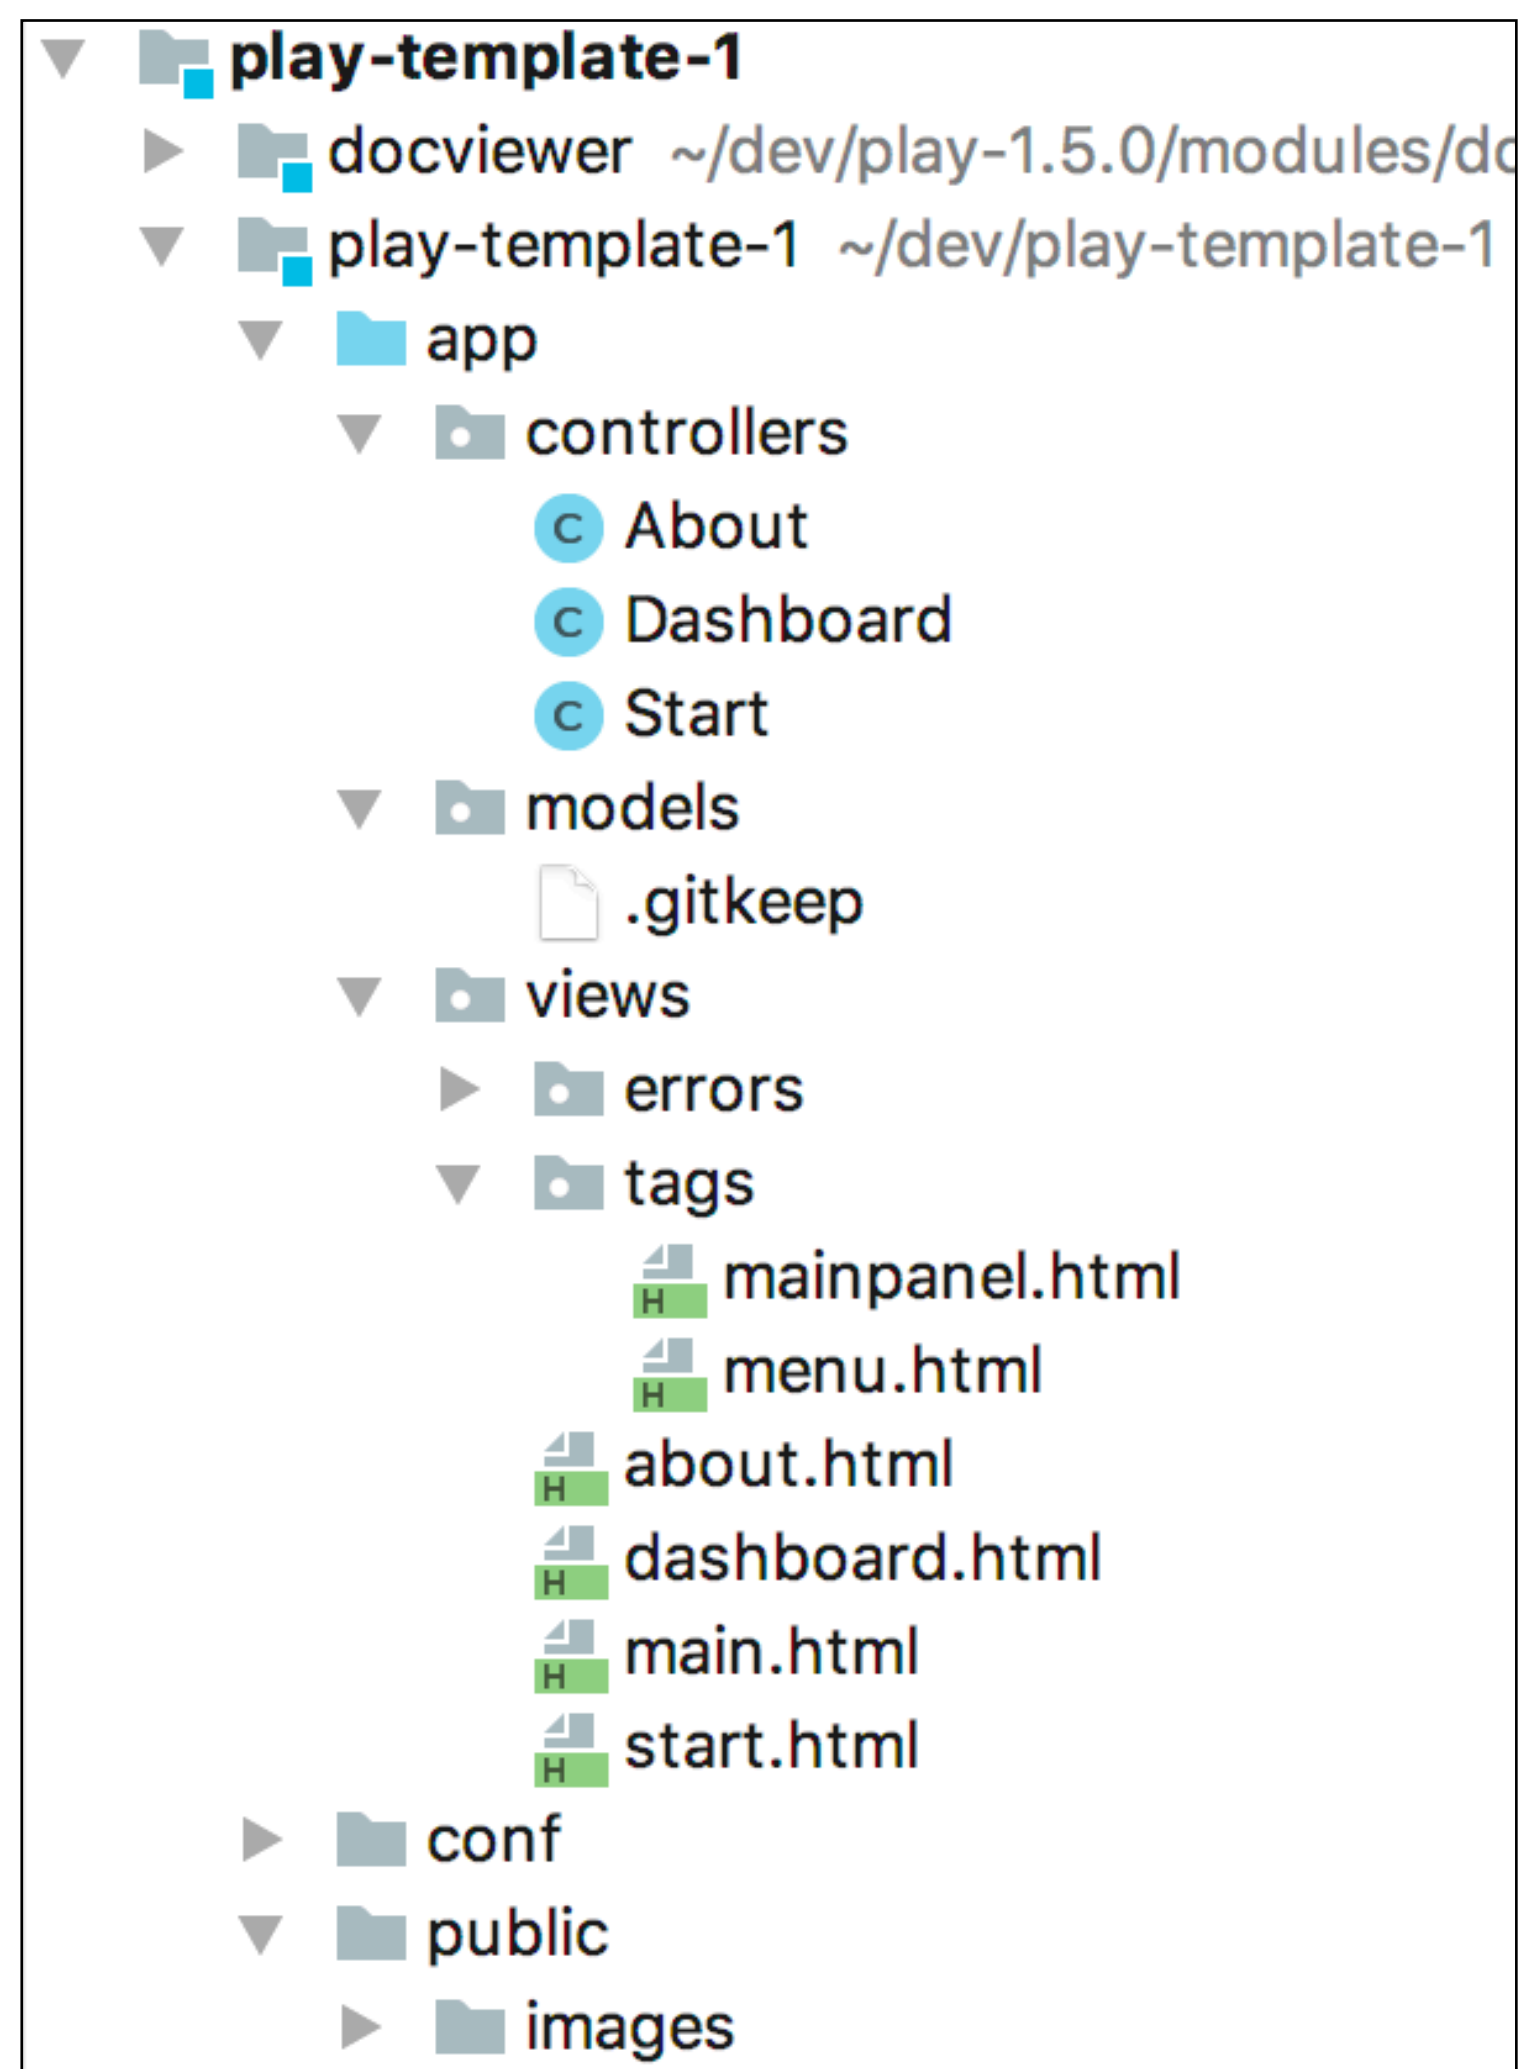 play-template-1
docviewer ~/dev/play-1.5.0/modules/do
play-template-1 ~/dev/play-template-1
app
controllers
C About
C Dashboard
C Start
models
.gitkeep
views
errors
tags
H mainpanel.html
H menu.html
H about.html
H dashboard.html
H main.html
H start.html
conf
public
images